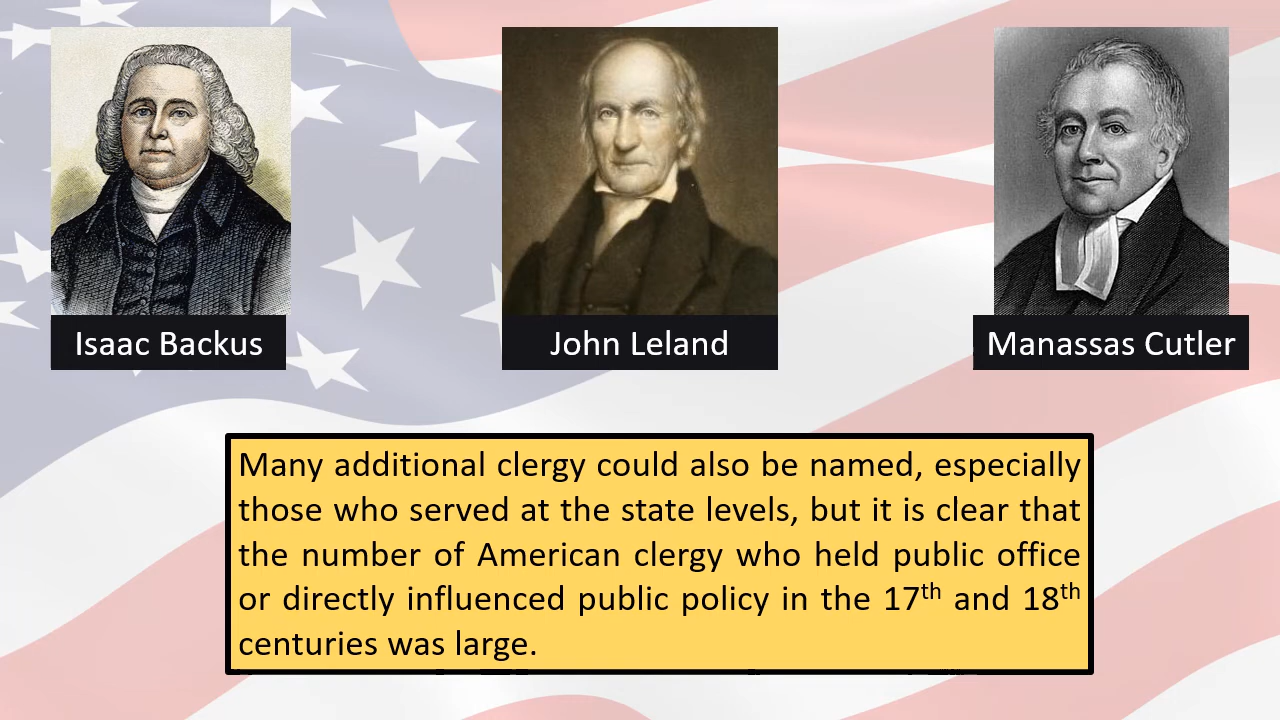 Isaac Backus
John Leland
Manassas Cutler
Many additional clergy could also be named, especially
those who served at the state levels, but it is clear that
the number of American clergy who held public office
or directly influenced public policy in the 17th and 18th
centuries was large.